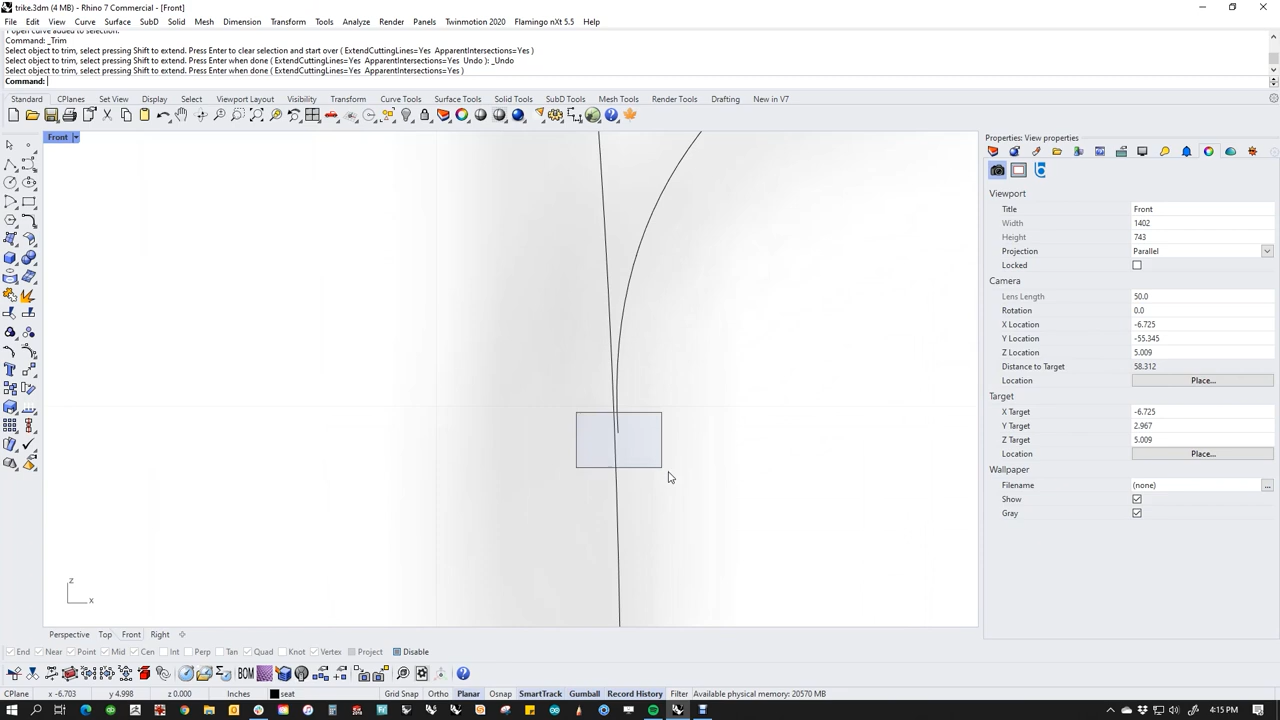 trike.3dm (4 MB) - Rhino 7 Commercial - [Front]
File Edit View Curve Surface SubD Solid Mesh Dimension Transform Tools Analyze Render Panels Twinmotion 2020 Flamingo nXt 5.5 Help
1 open curve added to selection.
Command: _Trim
Select object to trim, select pressing Shift to extend. Press Enter to clear selection and start over ( ExtendCuttingLines=Yes ApparentIntersections=Yes )
Select object to trim, select pressing Shift to extend. Press Enter when done ( ExtendCuttingLines=Yes ApparentIntersections=Yes Undo ): _Undo
Select object to trim, select pressing Shift to extend. Press Enter when done ( ExtendCuttingLines=Yes ApparentIntersections=Yes )
Command:
Standard CPlanes Set View Display Select Viewport Layout Visibility Transform Curve Tools Surface Tools Solid Tools SubD Tools Mesh Tools Render Tools Drafting New in V7
Front
Properties: View properties
Viewport
Title Front
Width 1402
Height 743
Projection Parallel
Locked
Camera
Lens Length 50.0
Rotation 0.0
X Location -6.725
Y Location -55.345
Z Location 5.009
Distance to Target 58.312
Location Place...
Target
X Target -6.725
Y Target 2.967
Z Target 5.009
Location Place...
Wallpaper
Filename (none) ...
Show
Gray
z
x
Perspective Top Front Right
End Near Point Mid Cen Int Perp Tan Quad Knot Vertex Project Disable
BOM
CPlane x -6.703 y 4.998 z 0.000 Inches seat Grid Snap Ortho Planar Osnap SmartTrack Gumball Record History Filter Available physical memory: 20570 MB
4:15 PM